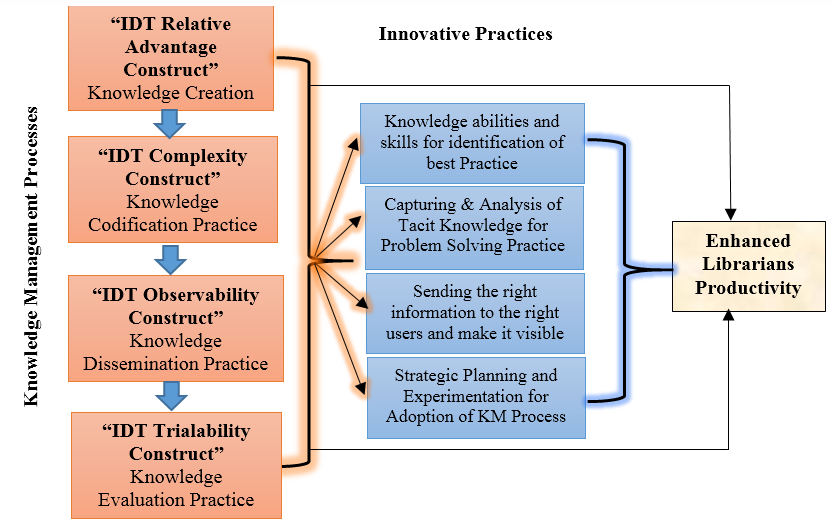 Knowledge Management Processes
“IDT Relative
Advantage
Construct”
Knowledge Creation
“IDT Complexity
Construct”
Knowledge
Codification Practice
“IDT Observability
Construct”
Knowledge
Dissemination Practice
“IDT Trialability
Construct”
Knowledge
Evaluation Practice
Innovative Practices
Knowledge abilities and
skills for identification of
best Practice
Capturing & Analysis of
Tacit Knowledge for
Problem Solving Practice
Sending the right
information to the right
users and make it visible
Strategic Planning and
Experimentation for
Adoption of KM Process
Enhanced
Librarians
Productivity